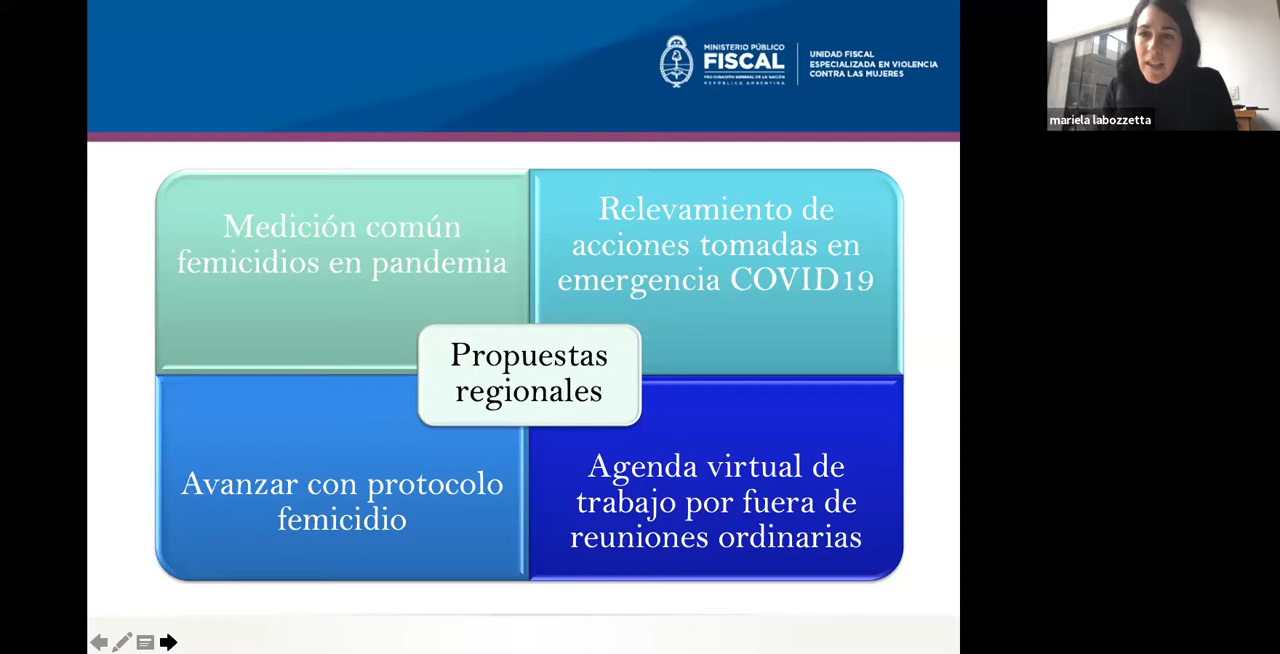 MINISTERIO PÚBLICO
FISCAL
PROCURACIÓN GENERAL DE LA NACIÓN
REPÚBLICA ARGENTINA
UNIDAD FISCAL
ESPECIALIZADA EN VIOLENCIA
CONTRA LAS MUJERES
mariela labozzetta
Medición común
femicidios en pandemia
Relevamiento de
acciones tomadas en
emergencia COVID19
Propuestas
regionales
Avanzar con protocolo
femicidio
Agenda virtual de
trabajo por fuera de
reuniones ordinarias